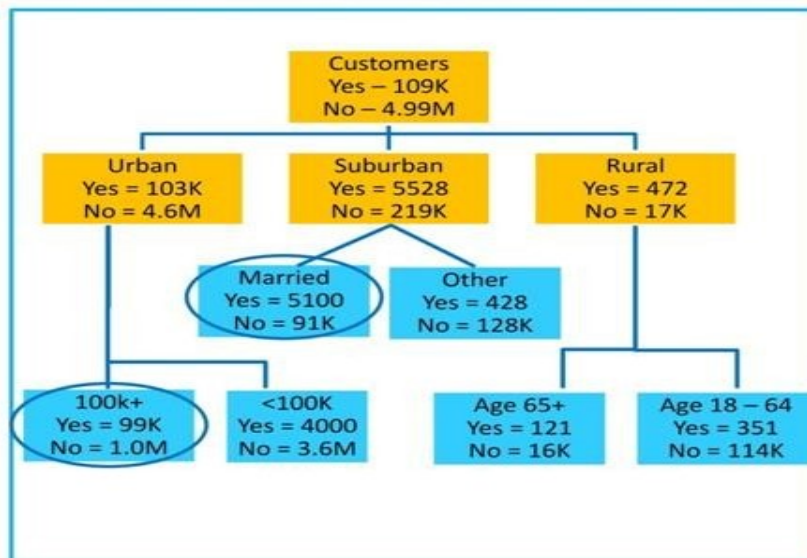 Customers
Yes – 109K
No – 4.99M
Urban
Yes = 103K
No = 4.6M
Suburban
Yes = 5528
No = 219K
Rural
Yes = 472
No = 17K
Married
Yes = 5100
No = 91K
Other
Yes = 428
No = 128K
100k+
Yes = 99K
No = 1.0M
<100K
Yes = 4000
No = 3.6M
Age 65+
Yes = 121
No = 16K
Age 18 – 64
Yes = 351
No = 114K